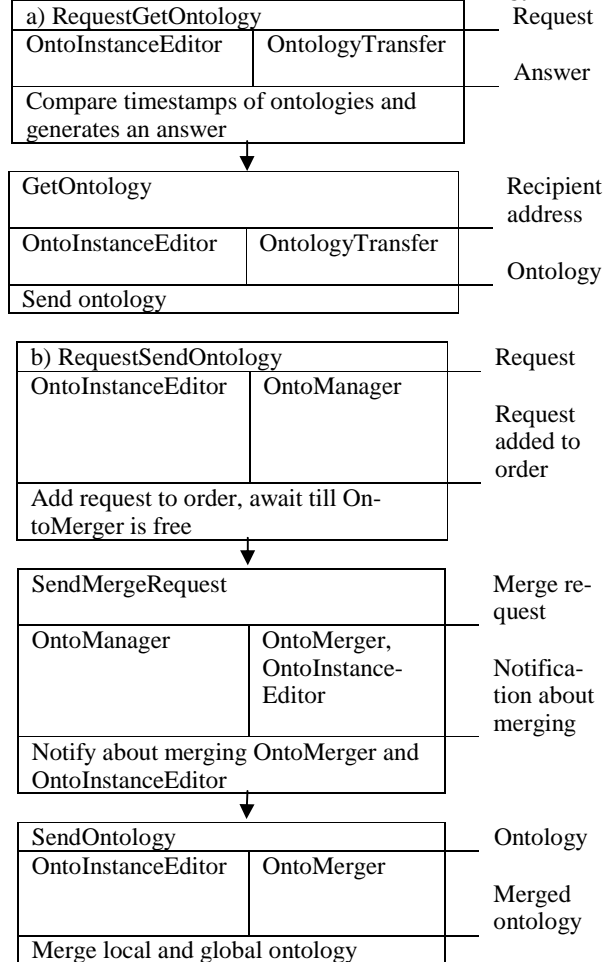 a) RequestGetOntology
Request
OntoInstanceEditor
OntologyTransfer
Answer
Compare timestamps of ontologies and
generates an answer
GetOntology
Recipient
address
OntoInstanceEditor
OntologyTransfer
Ontology
Send ontology
b) RequestSendOntology
Request
OntoInstanceEditor
OntoManager
Request
added to
order
Add request to order, await till On-
toMerger is free
SendMergeRequest
Merge re-
quest
OntoManager
OntoMerger,
OntoInstance-
Editor
Notifica-
tion about
merging
Notify about merging OntoMerger and
OntoInstanceEditor
SendOntology
Ontology
OntoInstanceEditor
OntoMerger
Merged
ontology
Merge local and global ontology